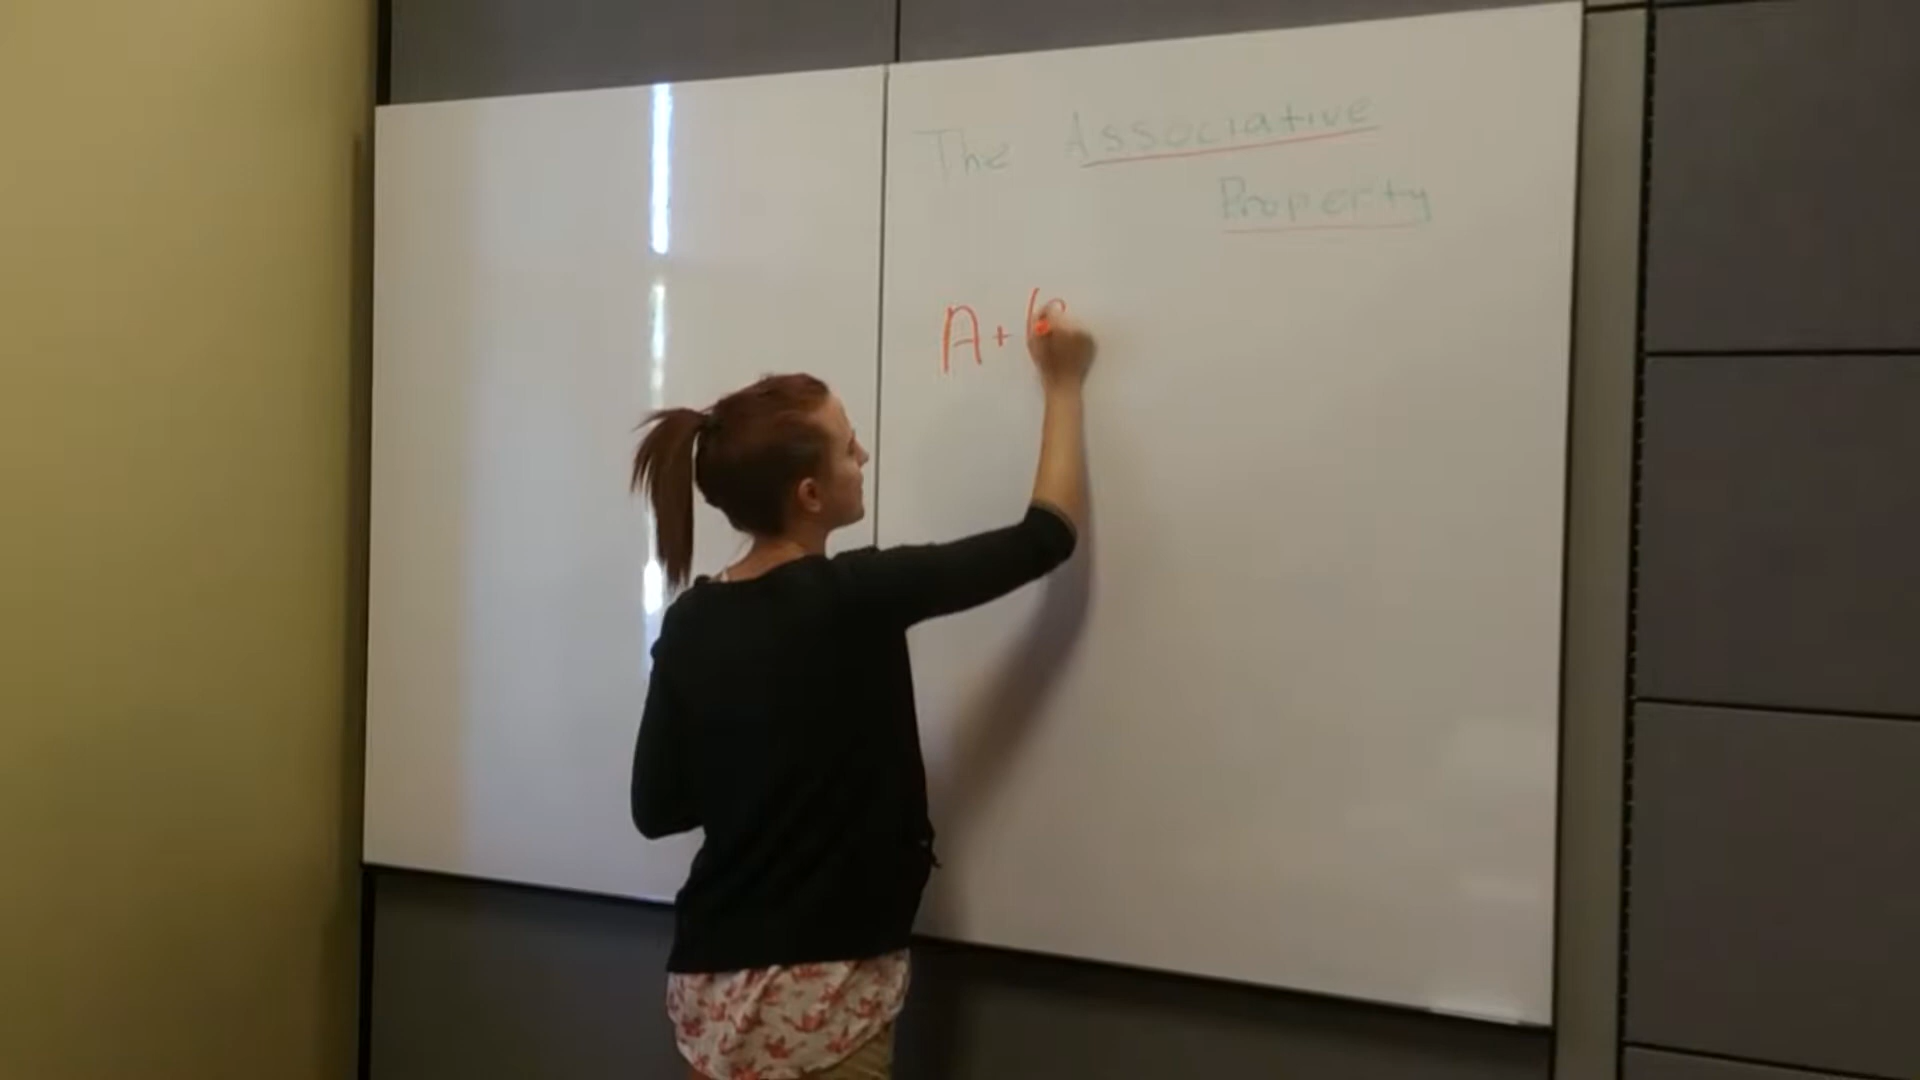 The Associative
Property
A + (